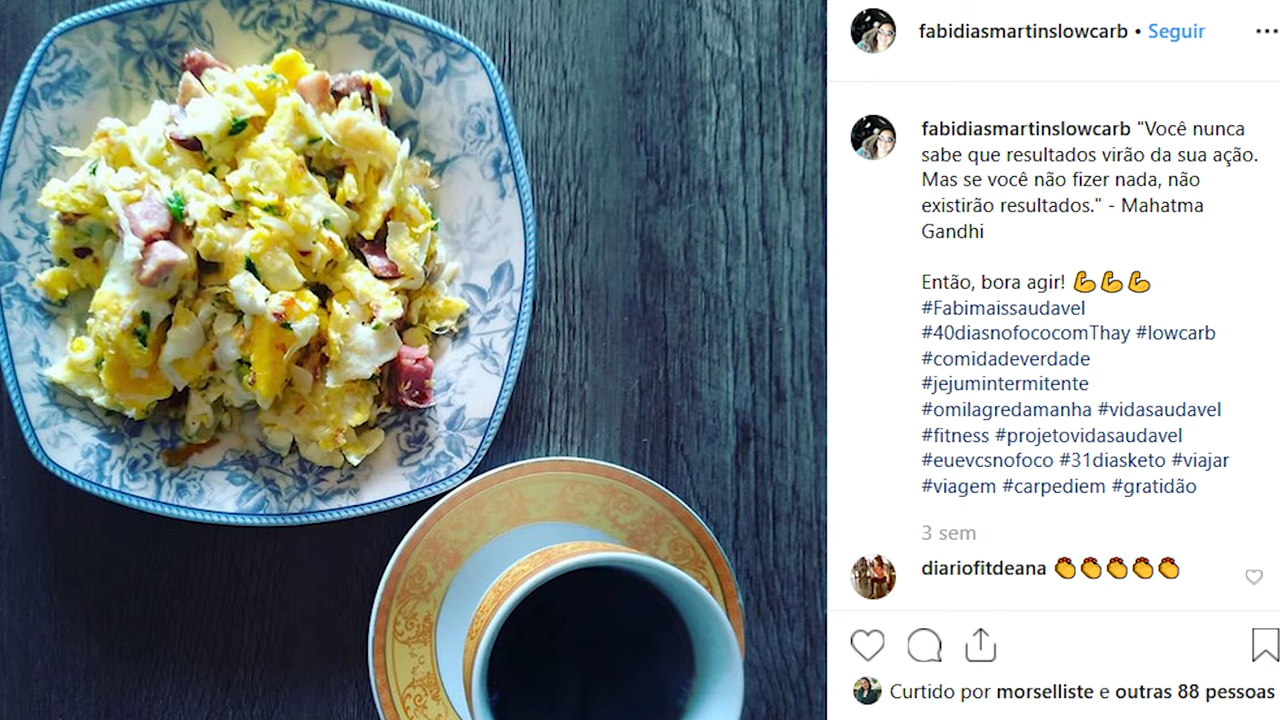 fabidiasmartinslowcarb • Seguir
fabidiasmartinslowcarb "Você nunca
sabe que resultados virão da sua ação.
Mas se você não fizer nada, não
existirão resultados." - Mahatma
Gandhi
Então, bora agir! 💪💪💪
#Fabimaissaudavel
#40diasnofococomThay #lowcarb
#comidadeverdade
#jejumintermitente
#omilagredamanha #vidasaudavel
#fitness #projetovidasaudavel
#euevcsnofoco #31diasketo #viajar
#viagem #carpediem #gratidão
3 sem
diariofitdeana 👏👏👏👏👏
Curtido por morselliste e outras 88 pessoas